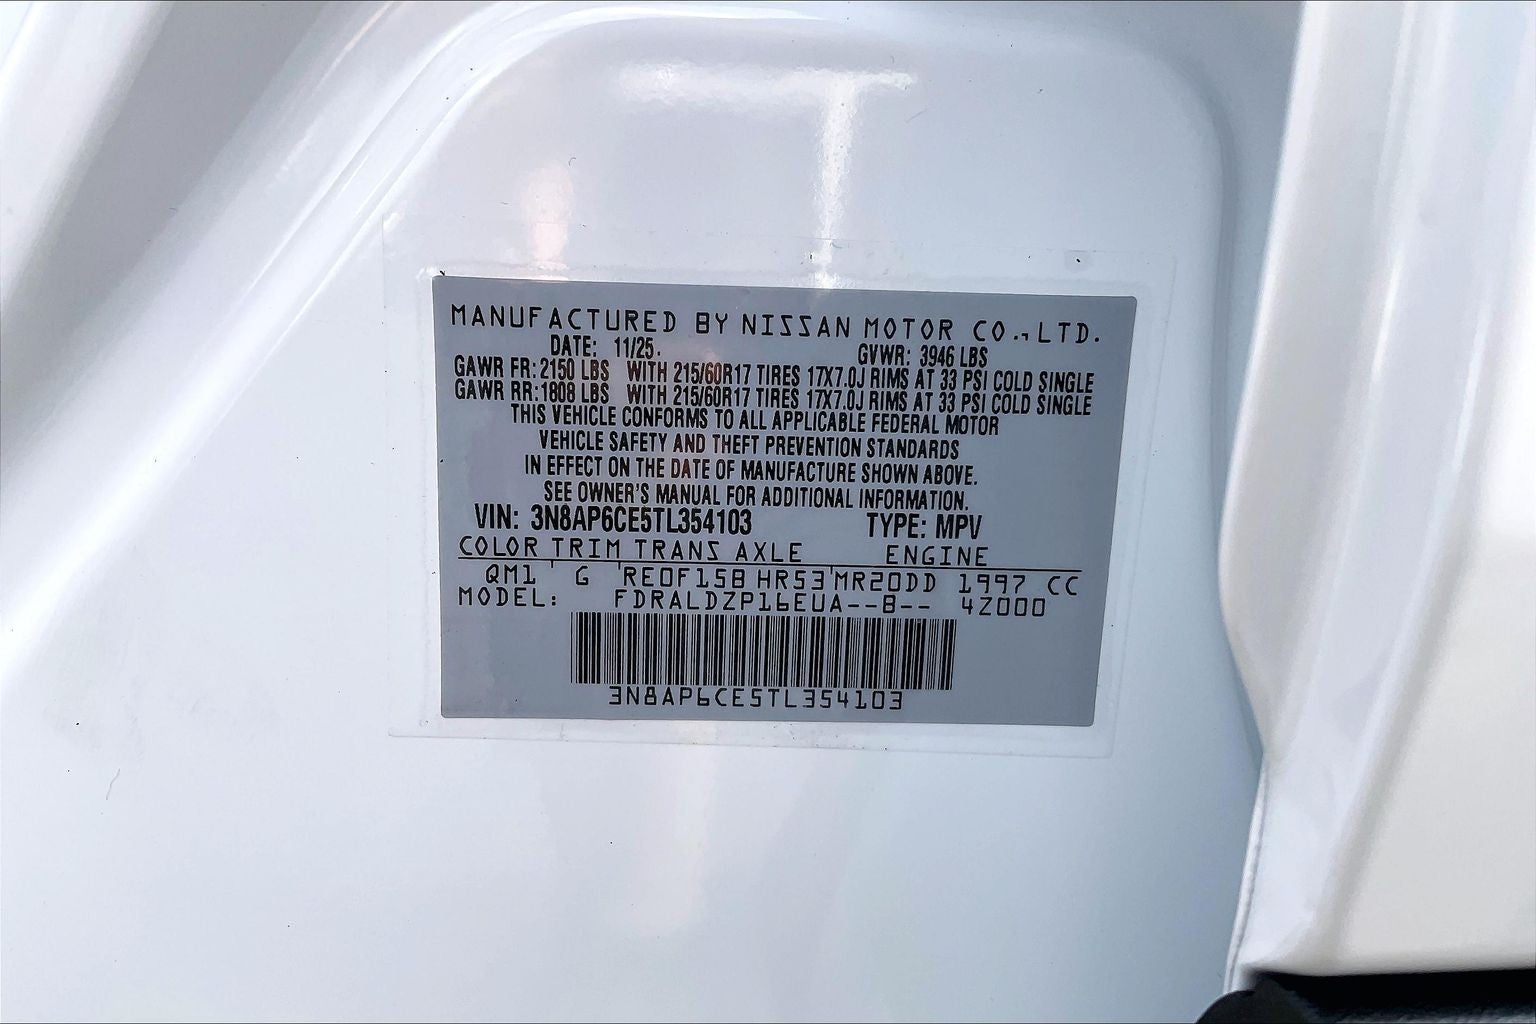 MANUFACTURED BY NISSAN MOTOR CO.,LTD.
DATE: 11/25. GVWR: 3946 LBS
GAWR FR: 2150 LBS WITH 215/60R17 TIRES 17X7.0J RIMS AT 33 PSI COLD SINGLE
GAWR RR: 1808 LBS WITH 215/60R17 TIRES 17X7.0J RIMS AT 33 PSI COLD SINGLE
THIS VEHICLE CONFORMS TO ALL APPLICABLE FEDERAL MOTOR
VEHICLE SAFETY AND THEFT PREVENTION STANDARDS
IN EFFECT ON THE DATE OF MANUFACTURE SHOWN ABOVE.
SEE OWNER'S MANUAL FOR ADDITIONAL INFORMATION.
VIN: 3N8AP6CE5TL354103 TYPE: MPV
COLOR TRIM TRANS AXLE ENGINE
QM1 G RE0F15B HR53 MR20DD 1997 CC
MODEL: FDRALDZP16EUA--B-- 4Z000
3N8AP6CE5TL354103